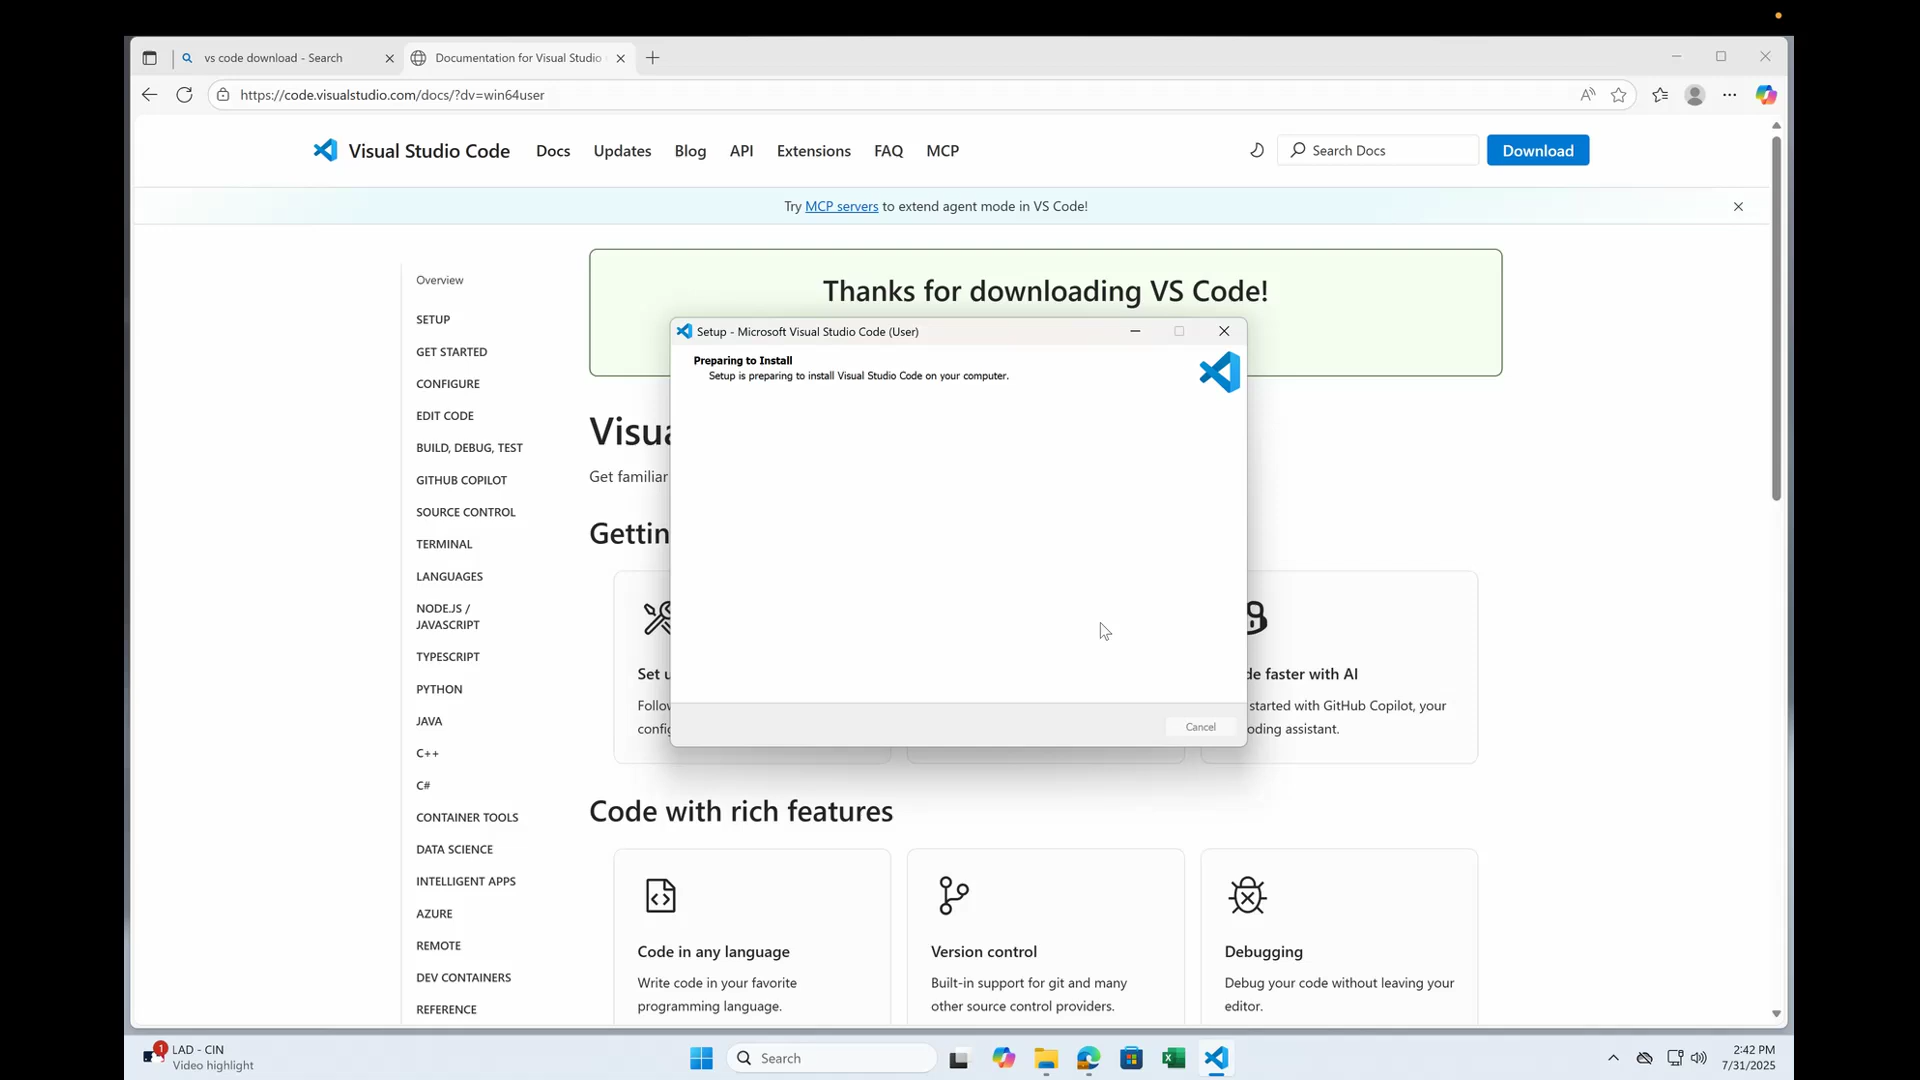 vs code download - Search
Documentation for Visual Studio
https://code.visualstudio.com/docs/?dv=win64user
Visual Studio Code
Docs
Updates
Blog
API
Extensions
FAQ
MCP
Search Docs
Download
Try MCP servers to extend agent mode in VS Code!
Overview
SETUP
GET STARTED
CONFIGURE
EDIT CODE
BUILD, DEBUG, TEST
GITHUB COPILOT
SOURCE CONTROL
TERMINAL
LANGUAGES
NODE.JS /
JAVASCRIPT
TYPESCRIPT
PYTHON
JAVA
C++
C#
CONTAINER TOOLS
DATA SCIENCE
INTELLIGENT APPS
AZURE
REMOTE
DEV CONTAINERS
REFERENCE
Thanks for downloading VS Code!
Setup - Microsoft Visual Studio Code (User)
Preparing to Install
Setup is preparing to install Visual Studio Code on your computer.
Cancel
Get familiar
Set
faster with AI
started with GitHub Copilot, your
assistant.
Code with rich features
Code in any language
Write code in your favorite
programming language.
Version control
Built-in support for git and many
other source control providers.
Debugging
Debug your code without leaving your
editor.
1
LAD - CIN
Video highlight
Search
2:42 PM
7/31/2025